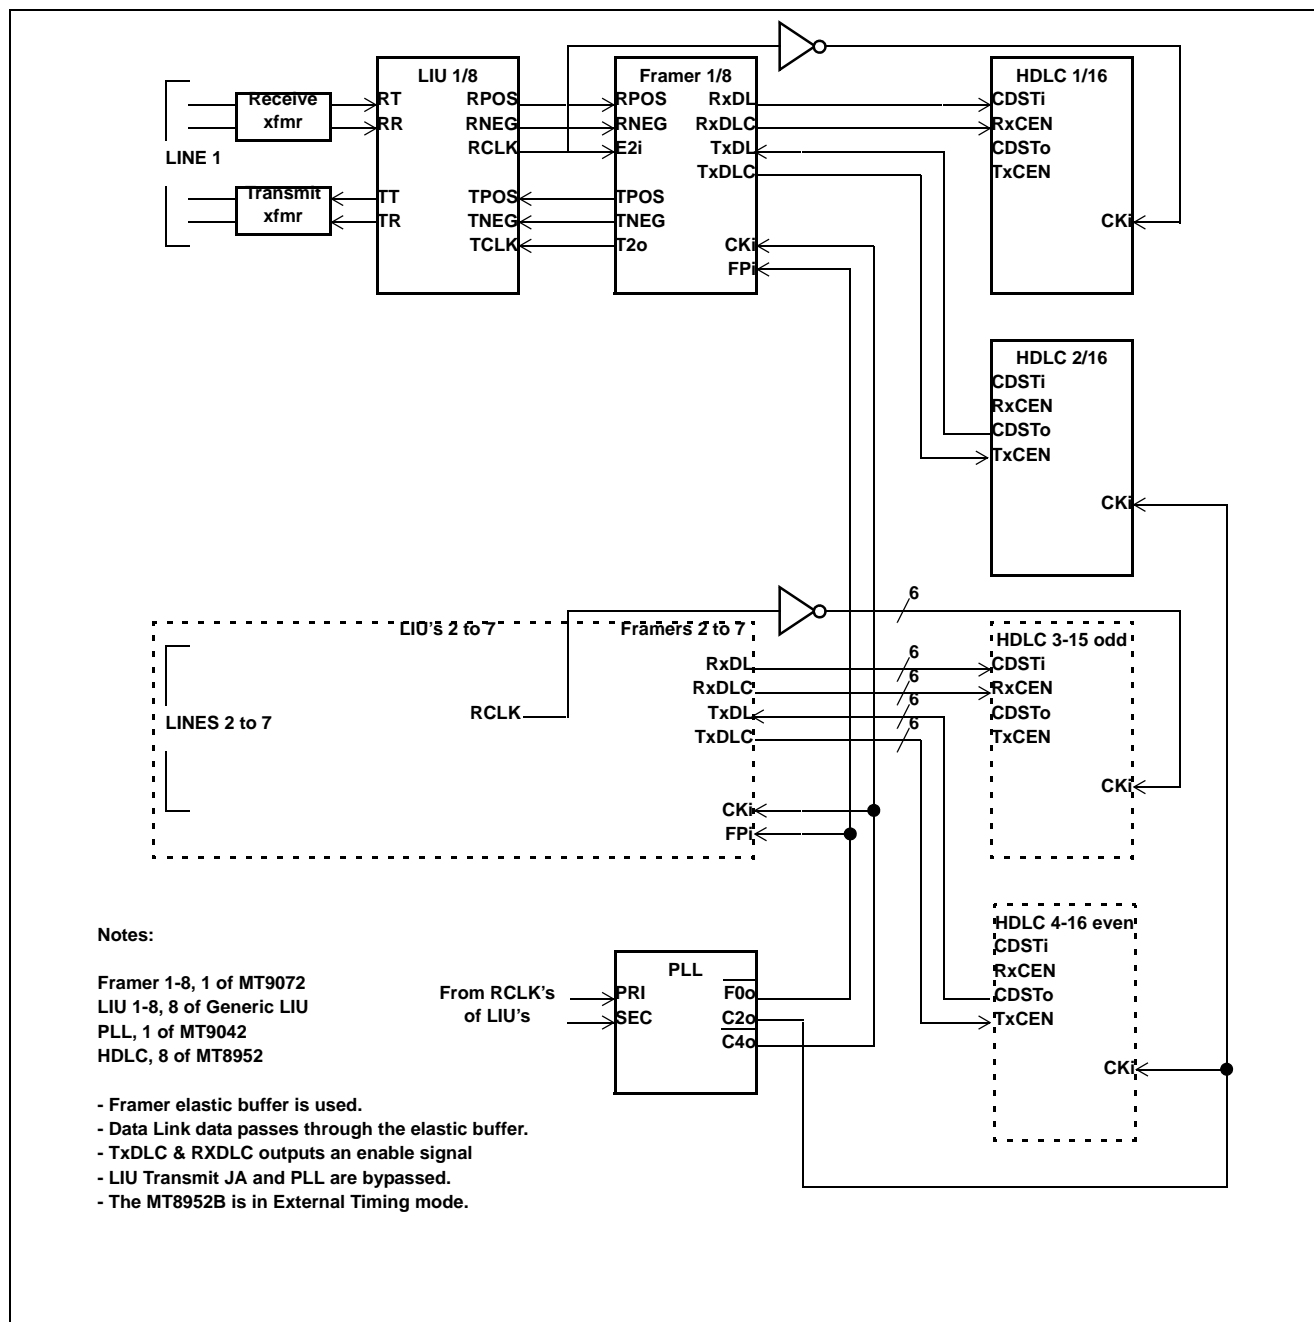 LIU 1/8
Framer 1/8
HDLC 1/16
Receive
xfmr
RT
RR
RPOS
RNEG
RCLK
RPOS
RNEG
E2i
RxDL
RxDLC
TxDL
TxDLC
CDSTi
RxCEN
CDSTo
TxCEN
LINE 1
Transmit
xfmr
TT
TR
TPOS
TNEG
TCLK
TPOS
TNEG
T2o
CKi
FPi
CKi
HDLC 2/16
CDSTi
RxCEN
CDSTo
TxCEN
CKi
6
LIU's 2 to 7
Framers 2 to 7
HDLC 3-15 odd
RxDL
RxDLC
TxDL
TxDLC
6
6
6
6
CDSTi
RxCEN
CDSTo
TxCEN
LINES 2 to 7
RCLK
CKi
CKi
FPi
HDLC 4-16 even
CDSTi
RxCEN
CDSTo
TxCEN
CKi
PLL
From RCLK's
of LIU's
PRI
SEC
F0o
C2o
C4o
Notes:
Framer 1-8, 1 of MT9072
LIU 1-8, 8 of Generic LIU
PLL, 1 of MT9042
HDLC, 8 of MT8952
- Framer elastic buffer is used.
- Data Link data passes through the elastic buffer.
- TxDLC & RXDLC outputs an enable signal
- LIU Transmit JA and PLL are bypassed.
- The MT8952B is in External Timing mode.